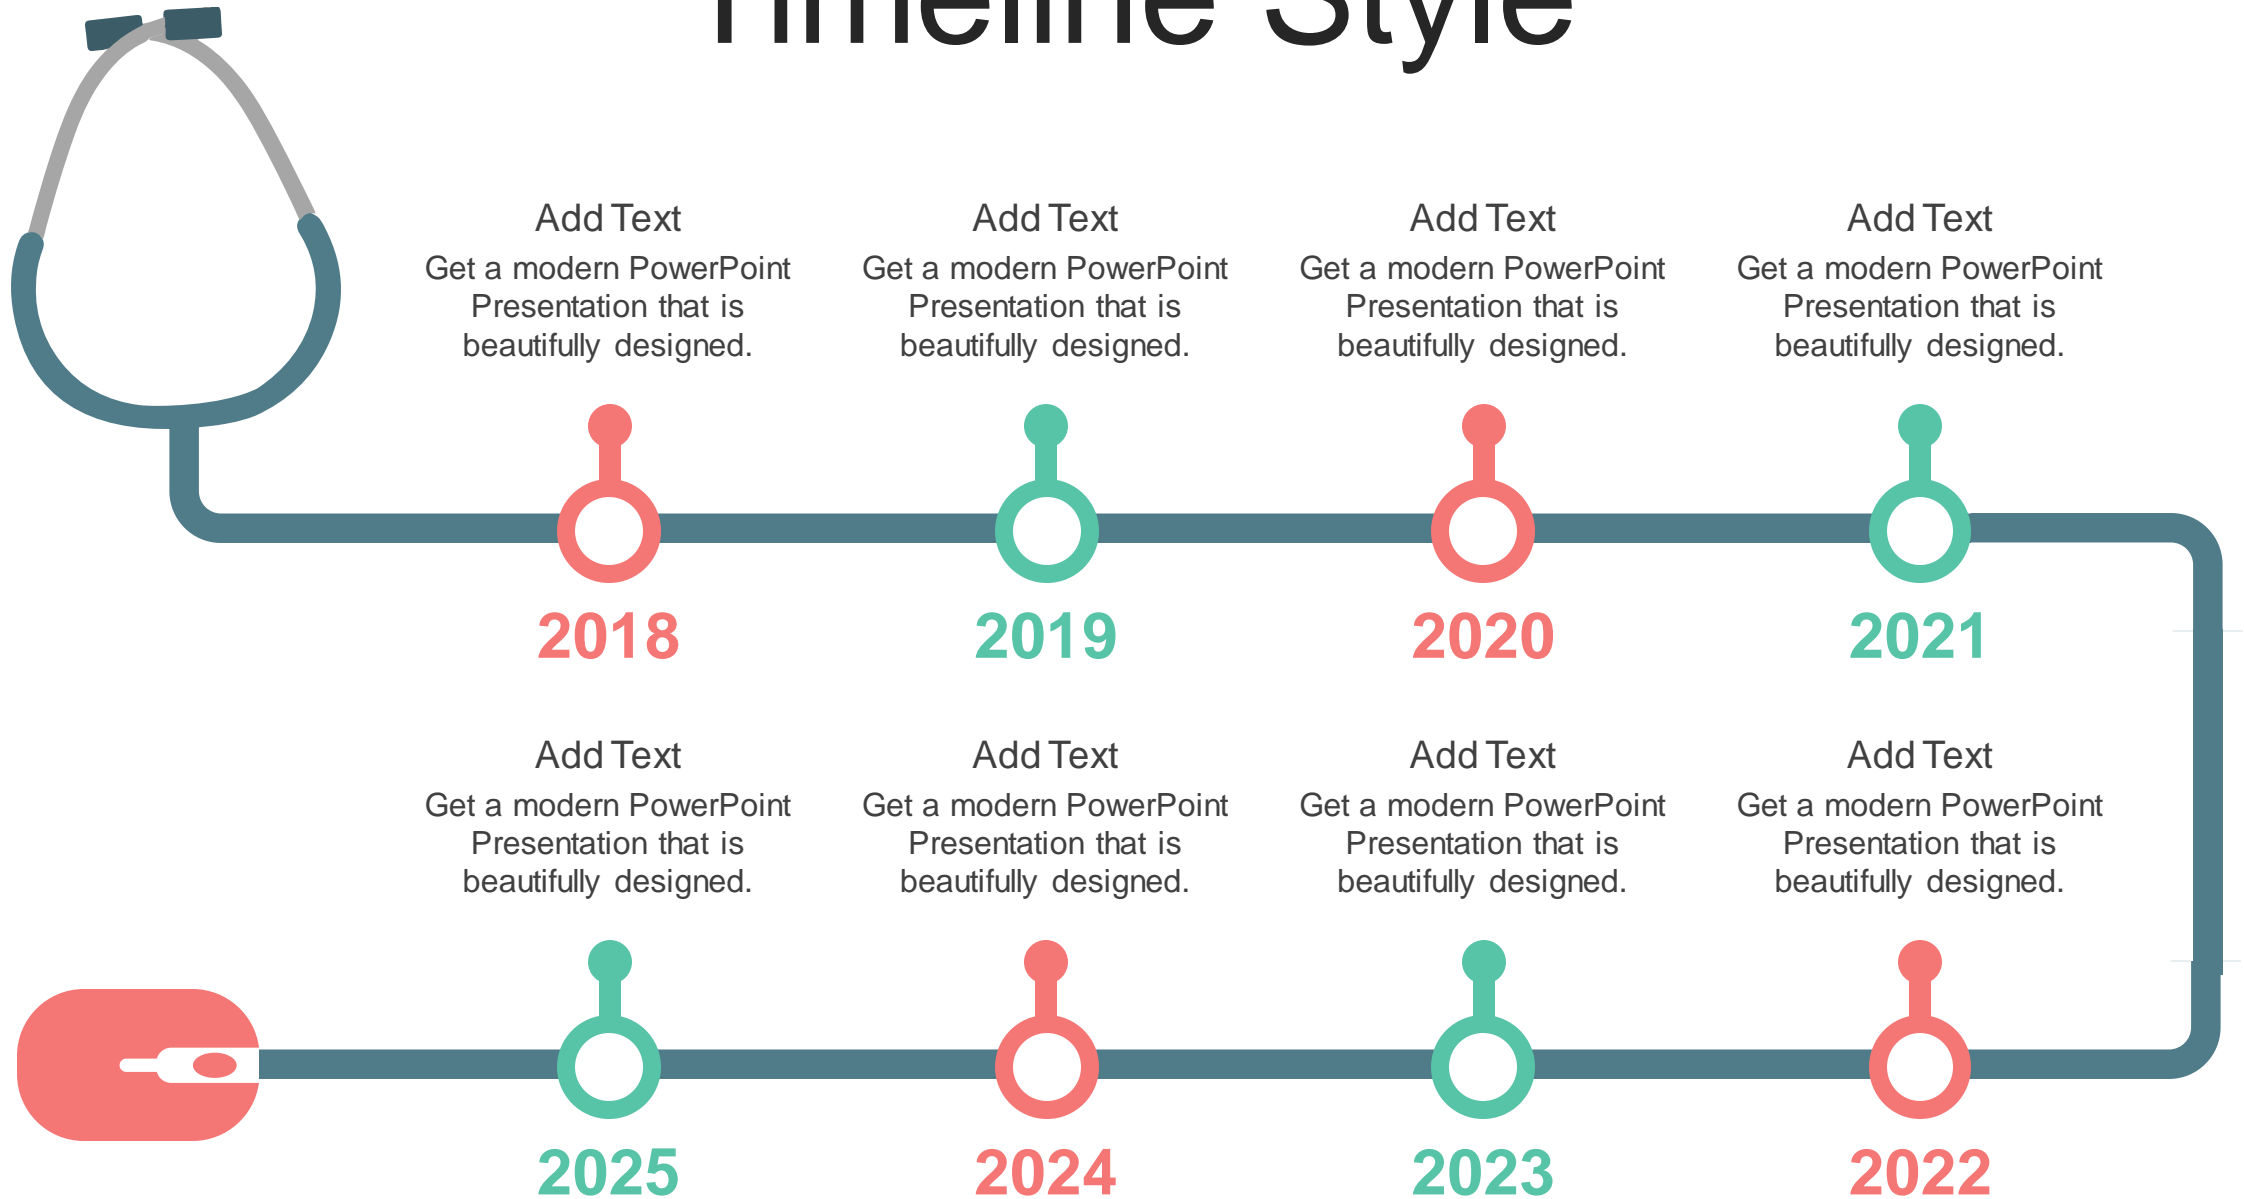 Timeline Style
Add Text
Get a modern PowerPoint
Presentation that is
beautifully designed.
Add Text
Get a modern PowerPoint
Presentation that is
beautifully designed.
Add Text
Get a modern PowerPoint
Presentation that is
beautifully designed.
Add Text
Get a modern PowerPoint
Presentation that is
beautifully designed.
2018
2019
2020
2021
Add Text
Get a modern PowerPoint
Presentation that is
beautifully designed.
Add Text
Get a modern PowerPoint
Presentation that is
beautifully designed.
Add Text
Get a modern PowerPoint
Presentation that is
beautifully designed.
Add Text
Get a modern PowerPoint
Presentation that is
beautifully designed.
2025
2024
2023
2022